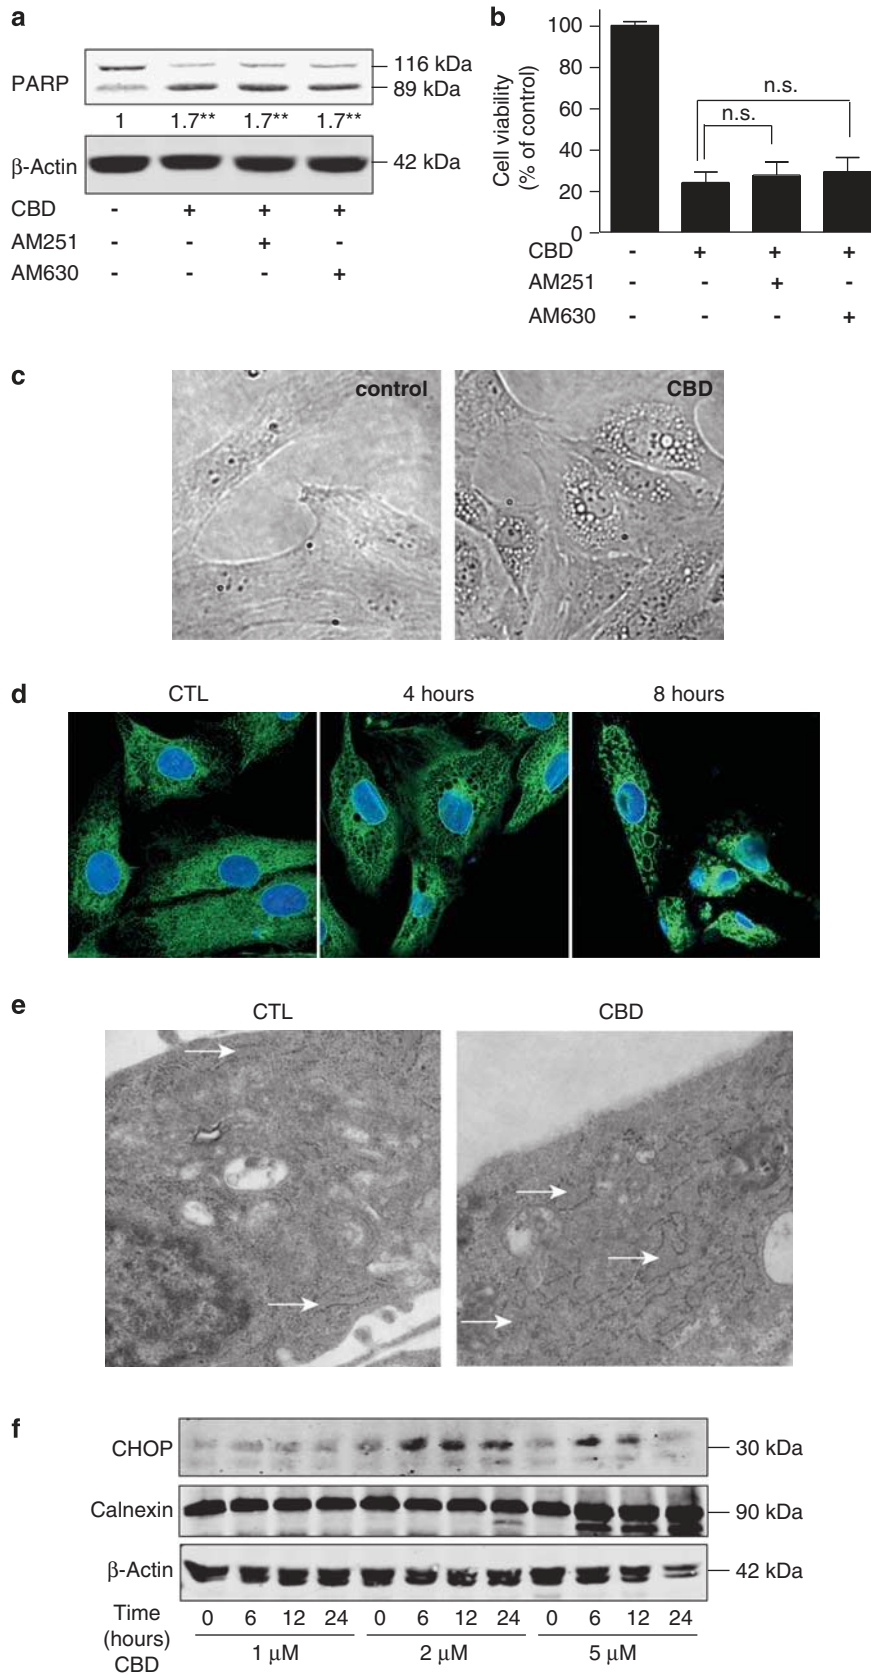 a
PARP
116 kDa
89 kDa
1 1.7** 1.7** 1.7**
β-Actin
42 kDa
CBD - + + +
AM251 - - + -
AM630 - - - +
b
Cell viability
(% of control)
100
80
60
40
20
0
n.s.
n.s.
CBD - + + +
AM251 - - + -
AM630 - - - +
c
control
CBD
d
CTL 4 hours 8 hours
e
CTL CBD
f
CHOP
30 kDa
Calnexin
90 kDa
β-Actin
42 kDa
Time
(hours)
CBD
0 6 12 24 0 6 12 24 0 6 12 24
1 μM 2 μM 5 μM